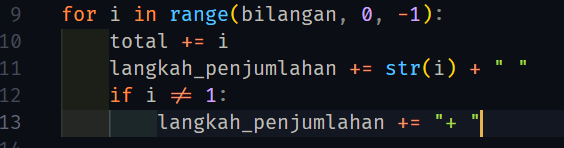 9 for i in range(bilangan, 0, -1):
10 total += i
11 langkah_penjumlahan += str(i) + " "
12 if i != 1:
13 langkah_penjumlahan += "+ "